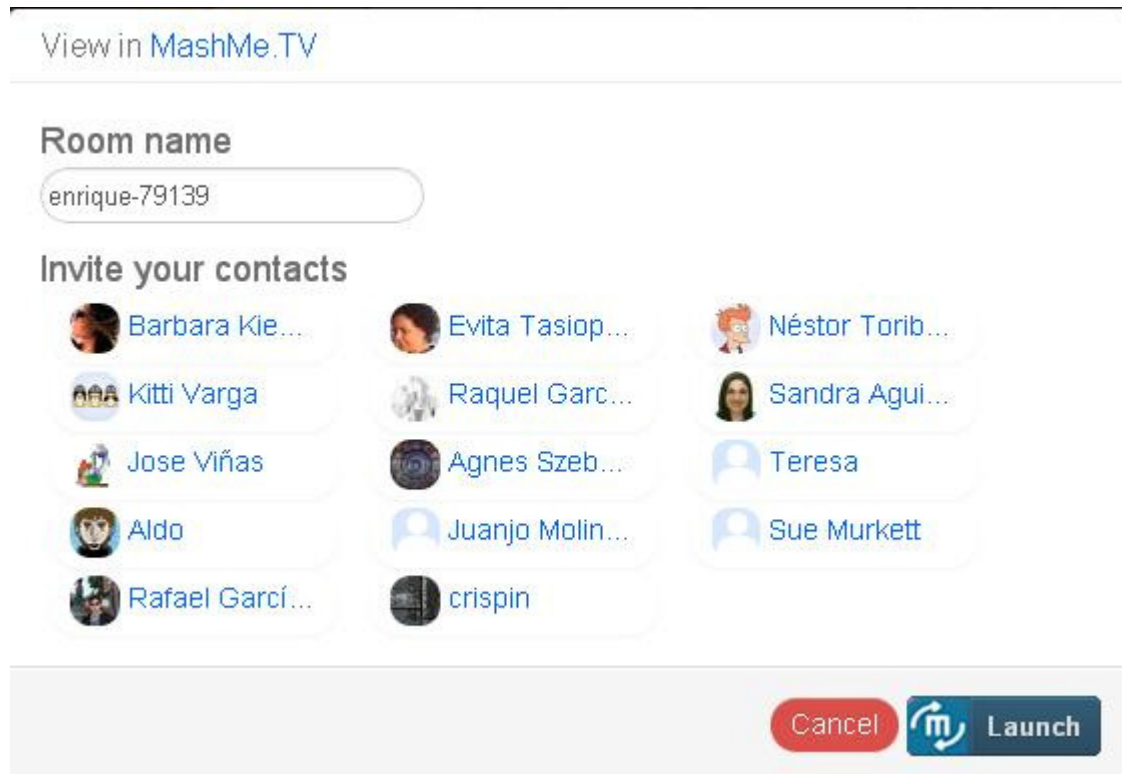 View in MashMe.TV
Room name
enrique-79139
Invite your contacts
Barbara Kie... Evita Tasiop... Néstor Torib...
Kitti Varga Raquel Garc... Sandra Agui...
Jose Viñas Agnes Szeb... Teresa
Aldo Juanjo Molin... Sue Murkett
Rafael Garcí... crispin
Cancel m Launch